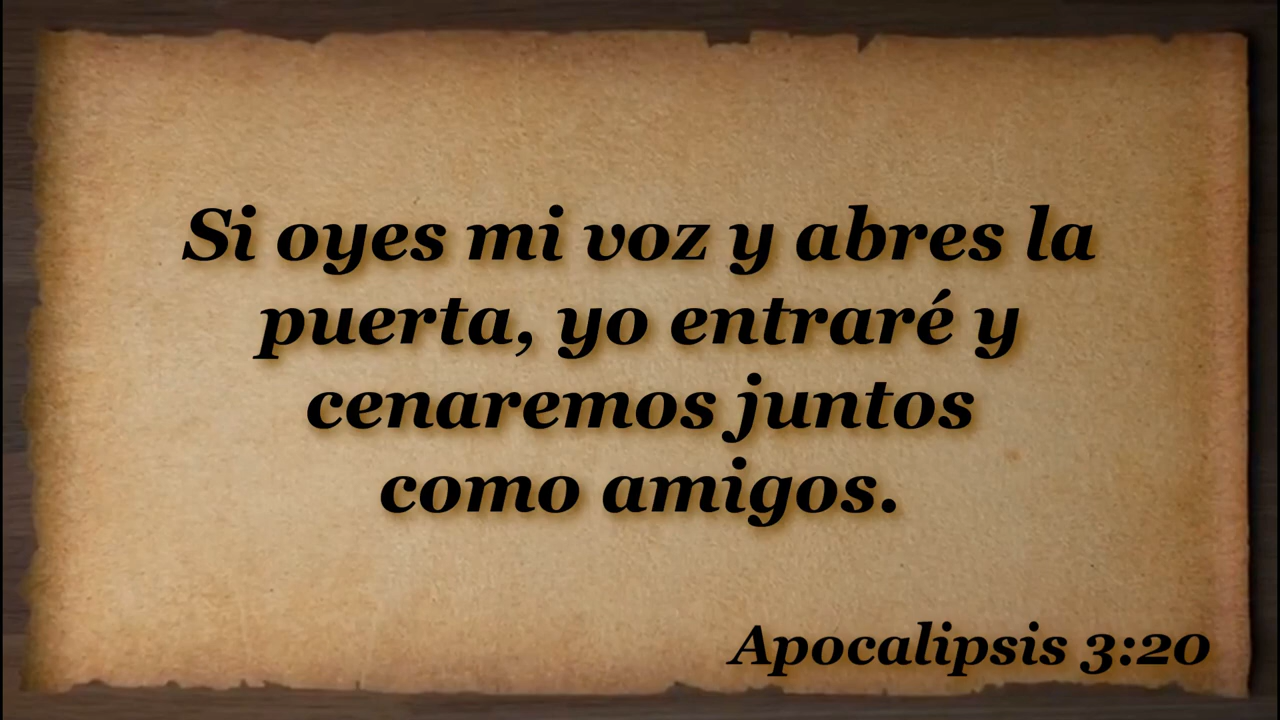 Si oyes mi voz y abres la
puerta, yo entraré y
cenaremos juntos
como amigos.
Apocalipsis 3:20